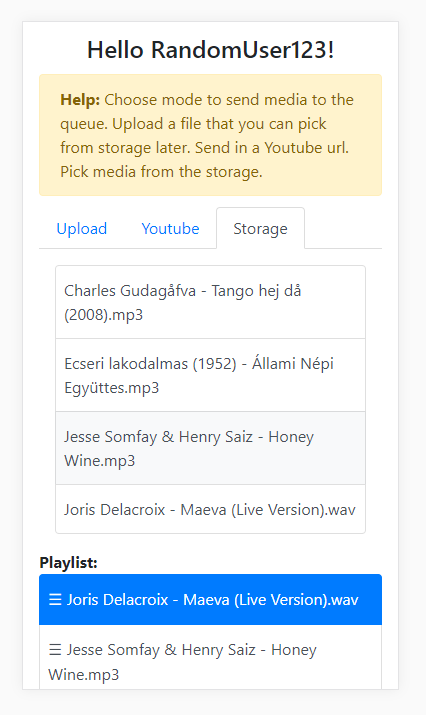 Hello RandomUser123!
Help: Choose mode to send media to the
queue. Upload a file that you can pick
from storage later. Send in a Youtube url.
Pick media from the storage.
Upload Youtube Storage
Charles Gudagåfva - Tango hej då
(2008).mp3
Ecseri lakodalmas (1952) - Állami Népi
Együttes.mp3
Jesse Somfay & Henry Saiz - Honey
Wine.mp3
Joris Delacroix - Maeva (Live Version).wav
Playlist:
☰ Joris Delacroix - Maeva (Live Version).wav
☰ Jesse Somfay & Henry Saiz - Honey
Wine.mp3